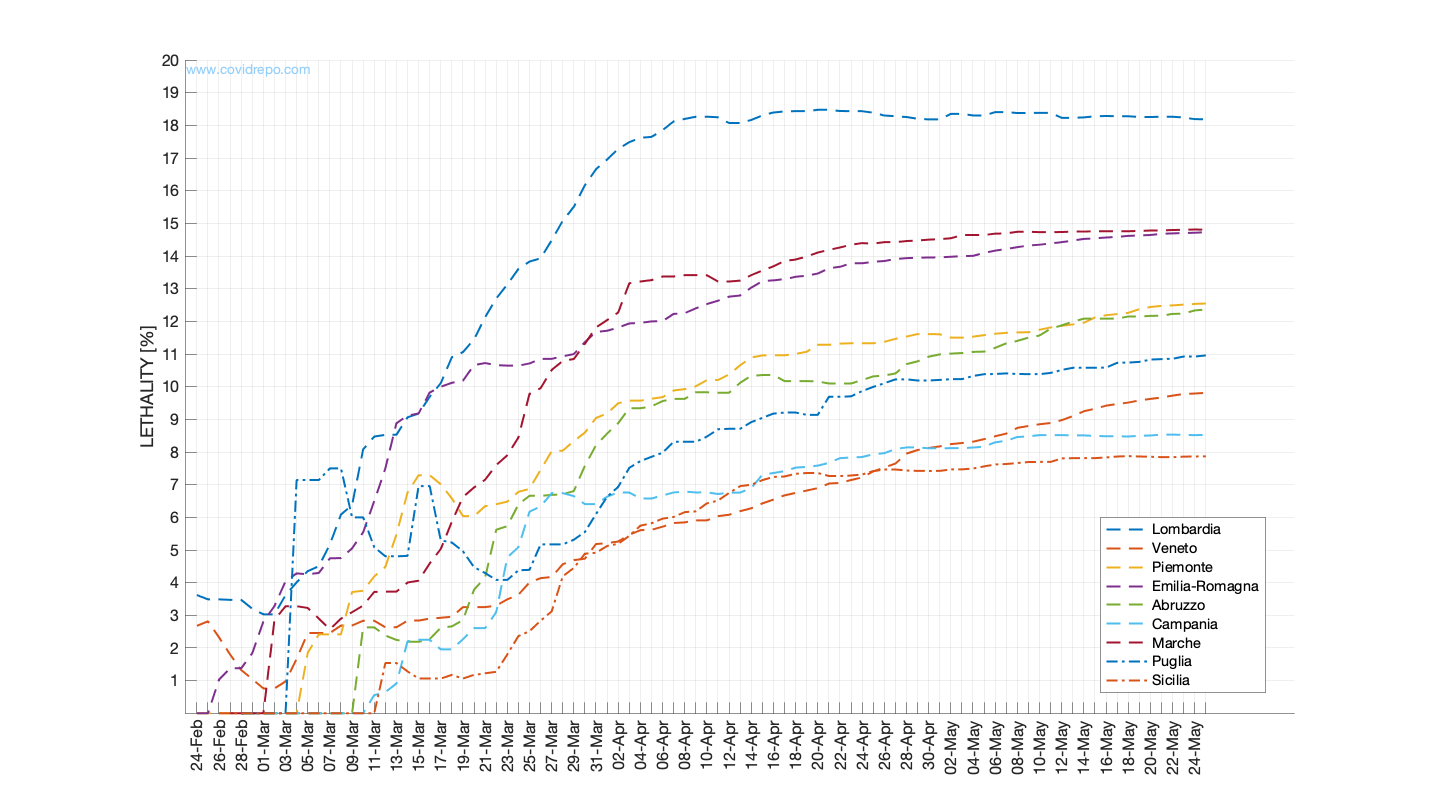 20
www.covidrepo.com
19
18
17
16
15
14
13
12
11
10
9
8
7
6
5
4
3
2
1
LETHALITY [%]
Lombardia
Veneto
Piemonte
Emilia-Romagna
Abruzzo
Campania
Marche
Puglia
Sicilia
24-Feb
26-Feb
28-Feb
01-Mar
03-Mar
05-Mar
07-Mar
09-Mar
11-Mar
13-Mar
15-Mar
17-Mar
19-Mar
21-Mar
23-Mar
25-Mar
27-Mar
29-Mar
31-Mar
02-Apr
04-Apr
06-Apr
08-Apr
10-Apr
12-Apr
14-Apr
16-Apr
18-Apr
20-Apr
22-Apr
24-Apr
26-Apr
28-Apr
30-Apr
02-May
04-May
06-May
08-May
10-May
12-May
14-May
16-May
18-May
20-May
22-May
24-May